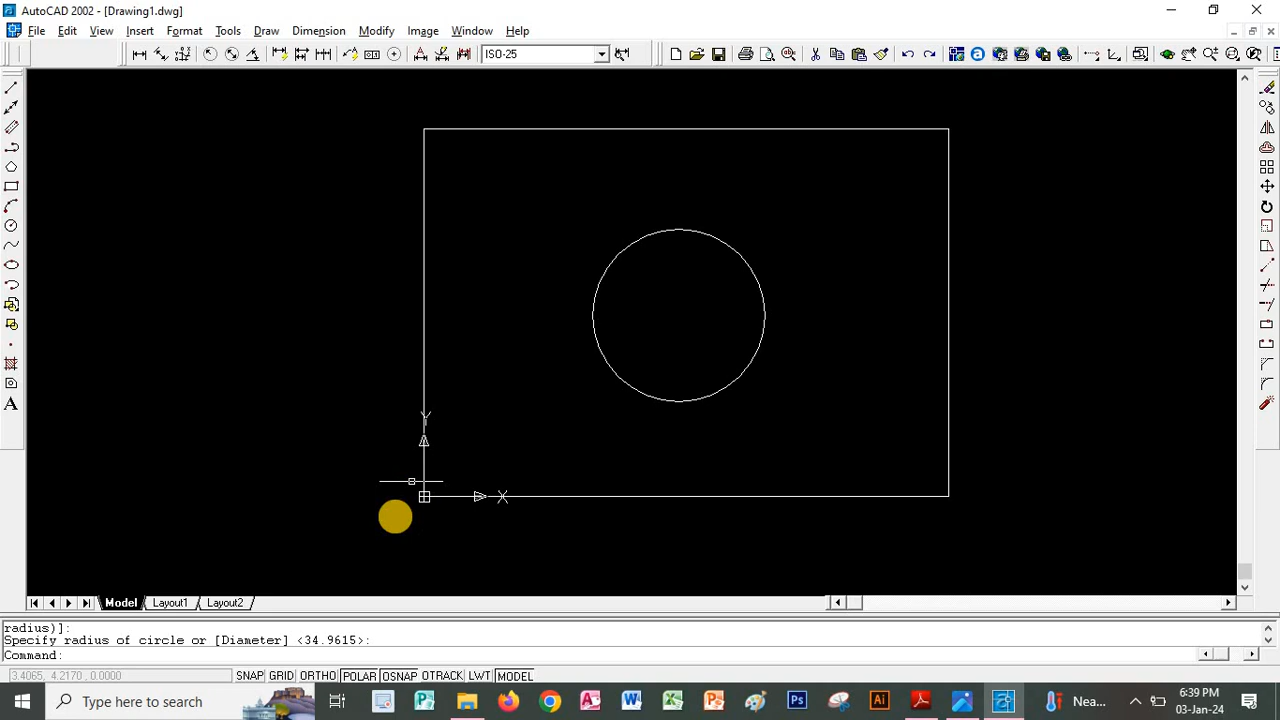 AutoCAD 2002 - [Drawing1.dwg]
File Edit View Insert Format Tools Draw Dimension Modify Image Window Help
ISO-25
Y
X
A
Model Layout1 Layout2
radius)]:
Specify radius of circle or [Diameter] <34.9615>:
Command:
3.4065, 4.2170, 0.0000 SNAP GRID ORTHO POLAR OSNAP OTRACK LWT MODEL
Type here to search
Nea...
6:39 PM
03-Jan-24